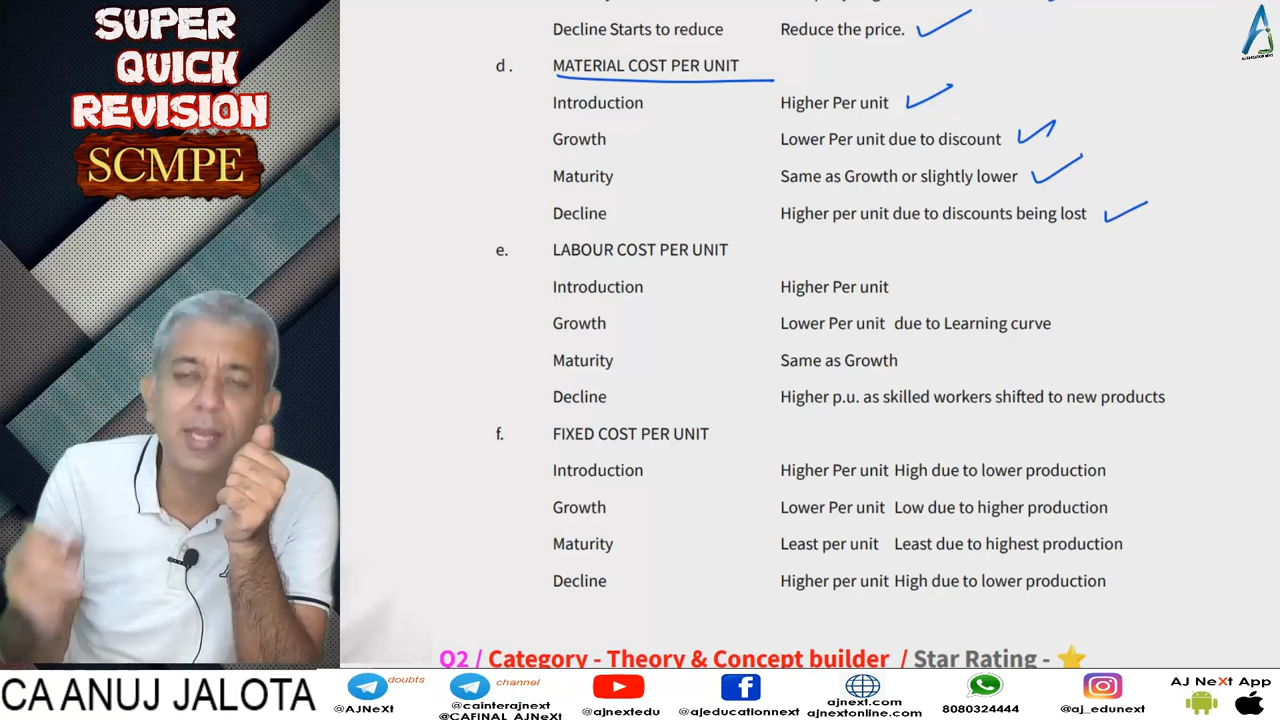 SUPER
QUICK
REVISION
SCMPE
Decline Starts to reduce Reduce the price.
d . MATERIAL COST PER UNIT
Introduction Higher Per unit
Growth Lower Per unit due to discount
Maturity Same as Growth or slightly lower
Decline Higher per unit due to discounts being lost
e. LABOUR COST PER UNIT
Introduction Higher Per unit
Growth Lower Per unit due to Learning curve
Maturity Same as Growth
Decline Higher p.u. as skilled workers shifted to new products
f. FIXED COST PER UNIT
Introduction Higher Per unit High due to lower production
Growth Lower Per unit Low due to higher production
Maturity Least per unit Least due to highest production
Decline Higher per unit High due to lower production
Q2 / Category - Theory & Concept builder / Star Rating -
CA ANUJ JALOTA
doubts
@AJNeXt
channel
@cainterajnext
@CAFINAL_AJNeXt
@ajnextedu
@ajeducationnext
ajnext.com
ajnextonline.com
8080324444
@aj_edunext
AJ NeXt App